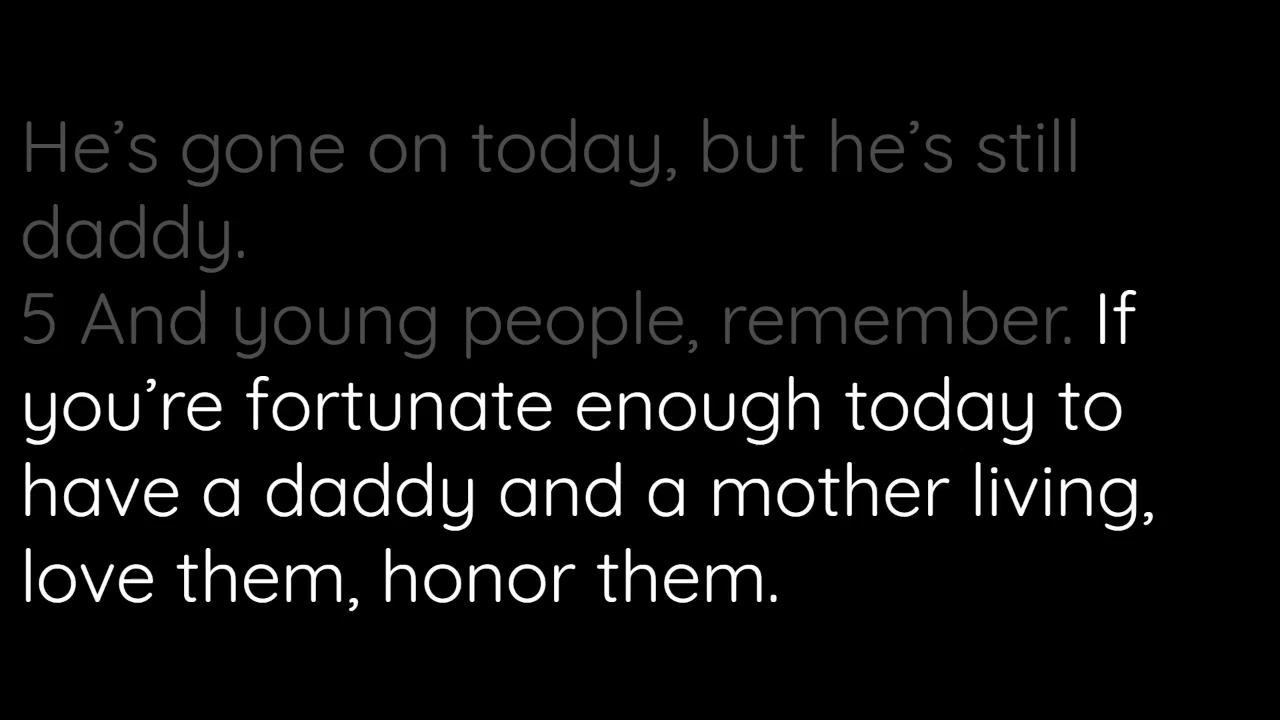 He’s gone on today, but he’s still
daddy.
5 And young people, remember. If
you’re fortunate enough today to
have a daddy and a mother living,
love them, honor them.